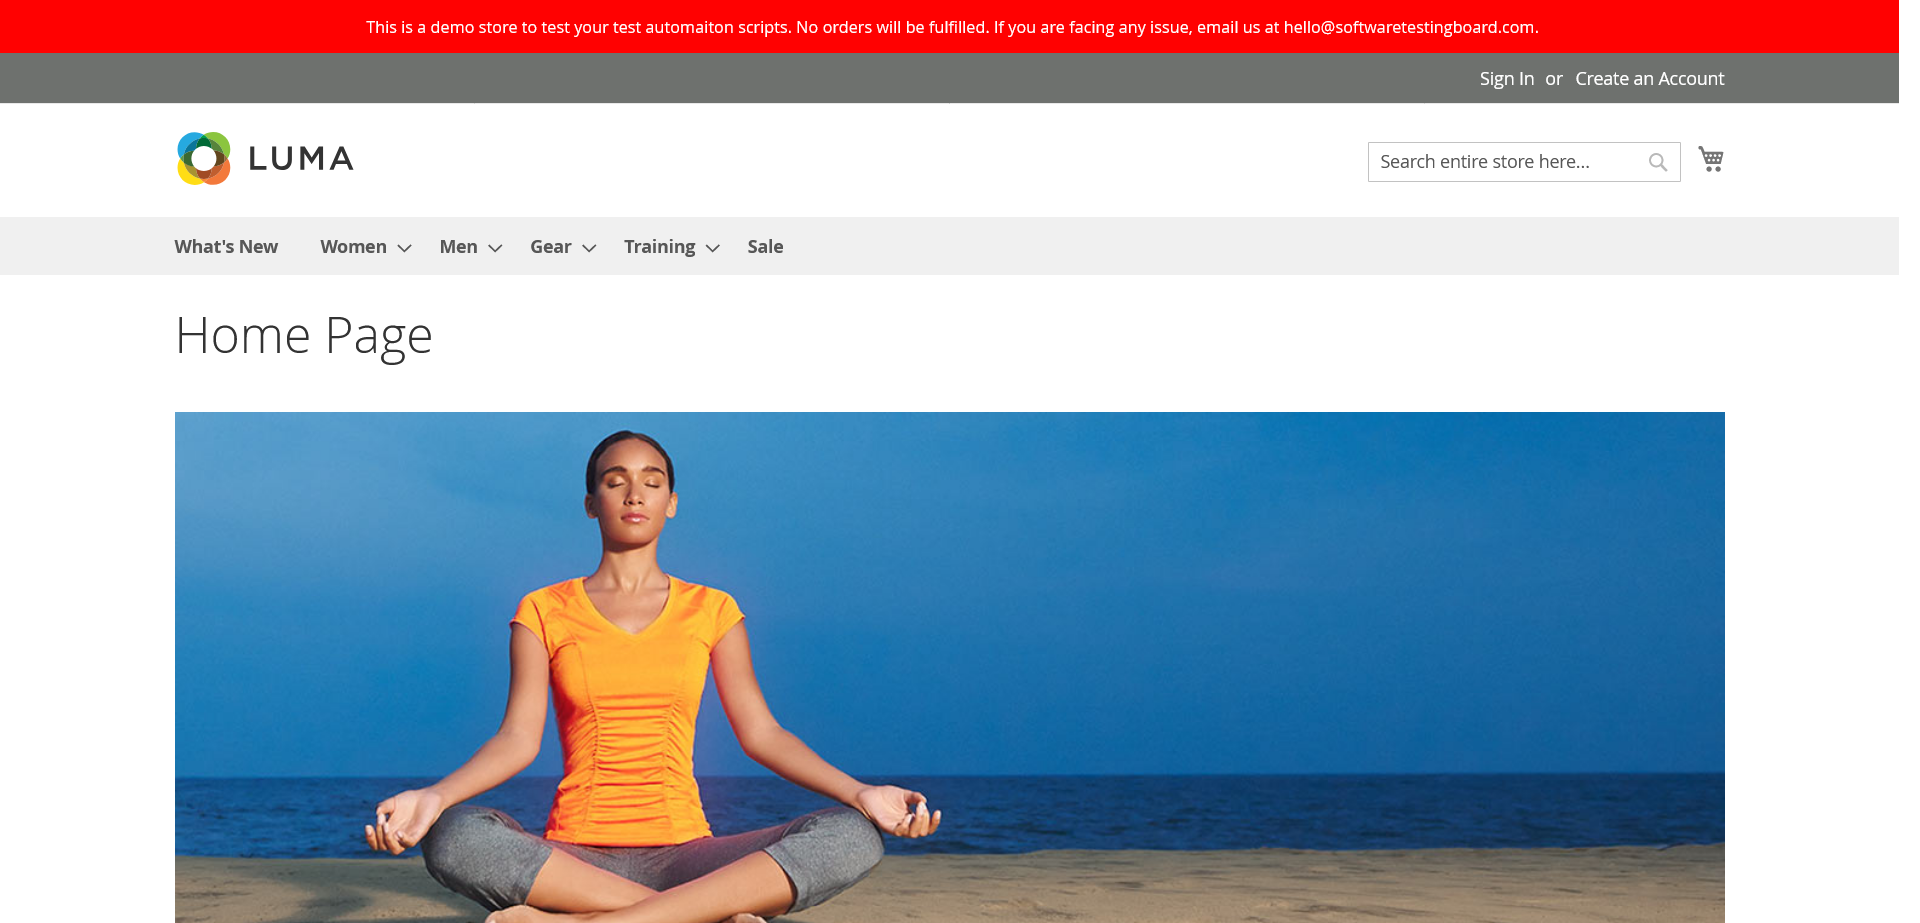 This is a demo store to test your test automaiton scripts. No orders will be fulfilled. If you are facing any issue, email us at hello@softwaretestingboard.com.
Sign In or Create an Account
LUMA
Search entire store here...
What's New Women Men Gear Training Sale
Home Page